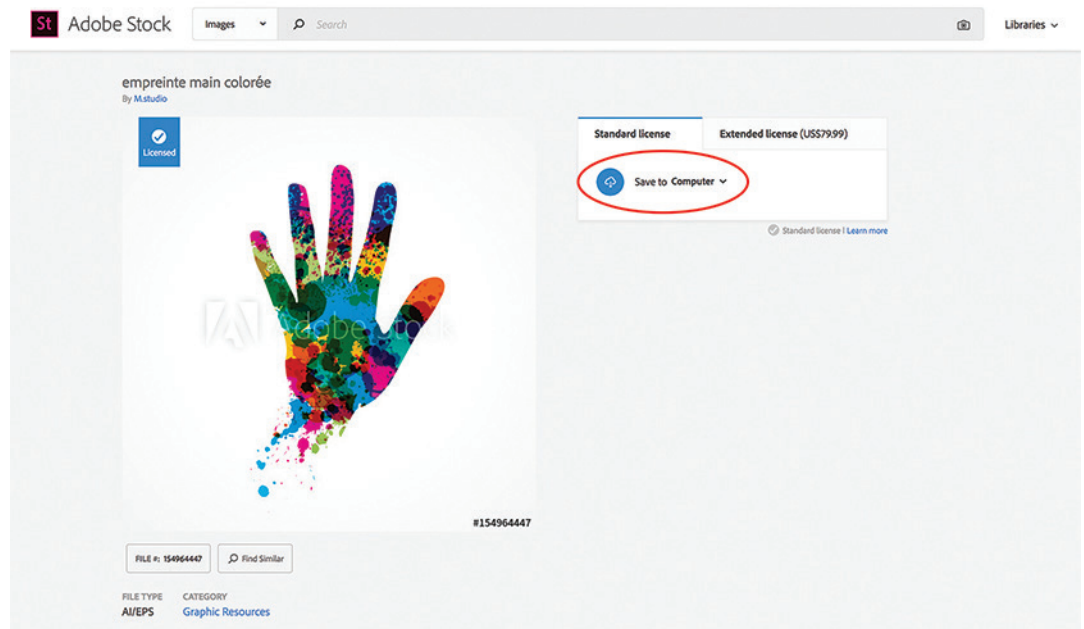 St Adobe Stock Images Search Libraries
empreinte main colorée
By M.studio
Licensed
Standard license Extended license (US$79.99)
Save to Computer
Standard license | Learn more
Adobe Stock
#154964447
FILE #: 154964447 Find Similar
FILE TYPE CATEGORY
AI/EPS Graphic Resources